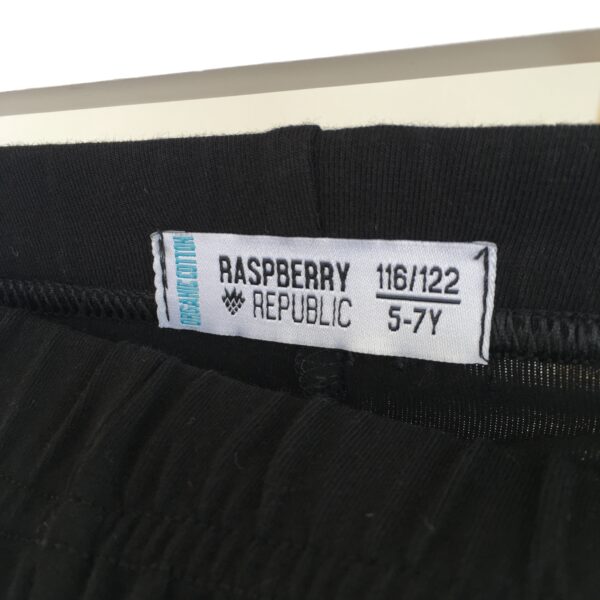 ORGANIC COTTON
RASPBERRY
REPUBLIC
116/122
5-7Y